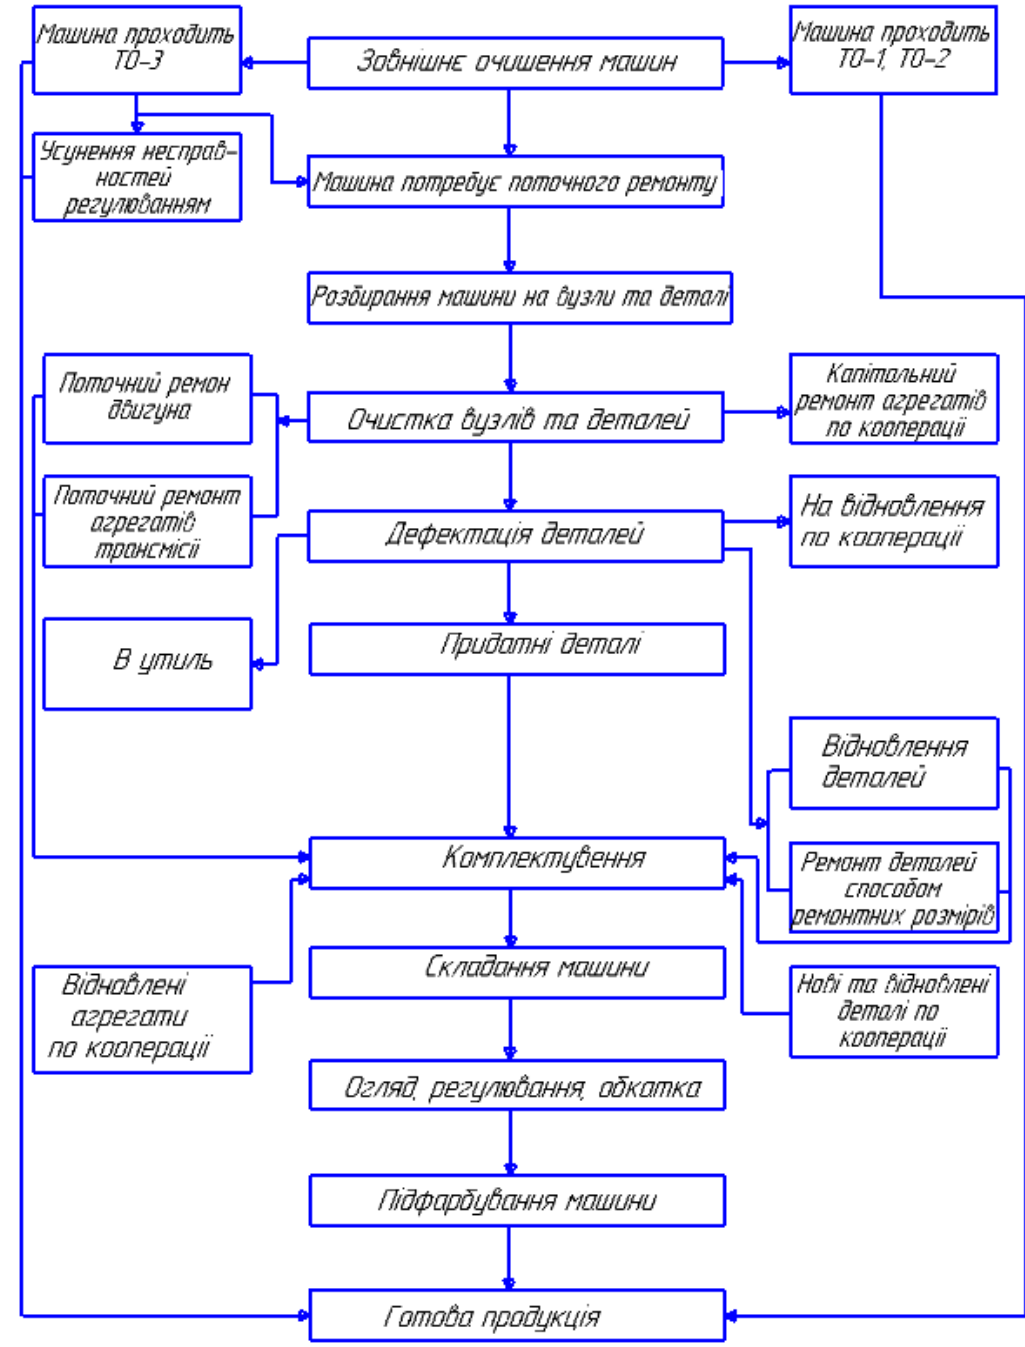 Машина проходить
ТО-3
Зовнішнє очишення машин
Машина проходить
ТО-1, ТО-2
Усунення несправ-
ностей
регулюванням
Машина потребує поточного ремонту
Розбирання машини на вузли та деталі
Поточний ремон
двигуна
Очистка вузлів та деталей
Капітальний
ремонт агрегатів
по кооперації
Поточний ремонт
агрегатів
трансмісії
Дефектація деталей
На відновлення
по кооперації
В утиль
Придатні деталі
Відновлення
деталей
Комплектувення
Ремонт деталей
способом
ремонтних розмірів
Відновлені
агрегати
по кооперації
Складання машини
Нові та відновлені
деталі по
кооперації
Огляд, регулювання, обкатка
Підфарбування машини
Готова продукція